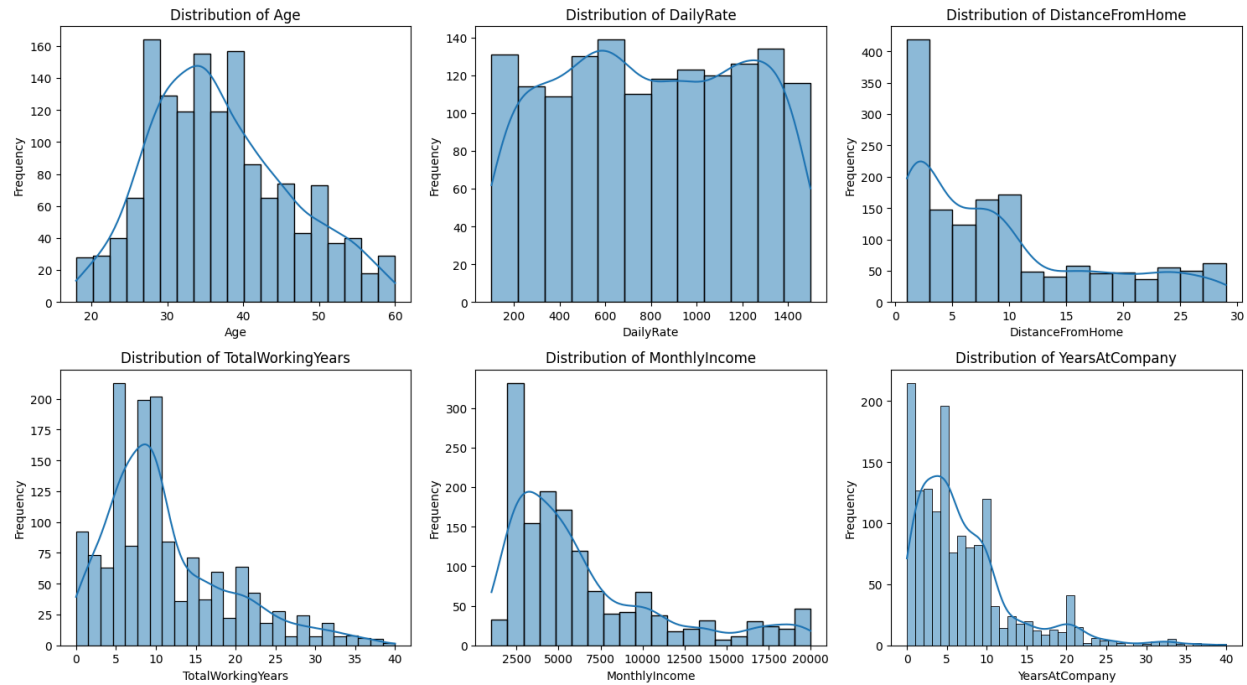 Distribution of Age
Frequency
160
140
120
100
80
60
40
20
0
20 30 40 50 60
Age
Distribution of DailyRate
Frequency
140
120
100
80
60
40
20
0
200 400 600 800 1000 1200 1400
DailyRate
Distribution of DistanceFromHome
Frequency
400
350
300
250
200
150
100
50
0
0 5 10 15 20 25 30
DistanceFromHome
Distribution of TotalWorkingYears
Frequency
200
175
150
125
100
75
50
25
0
0 5 10 15 20 25 30 35 40
TotalWorkingYears
Distribution of MonthlyIncome
Frequency
300
250
200
150
100
50
0
2500 5000 7500 10000 12500 15000 17500 20000
MonthlyIncome
Distribution of YearsAtCompany
Frequency
200
150
100
50
0
0 10 20 30 40
YearsAtCompany